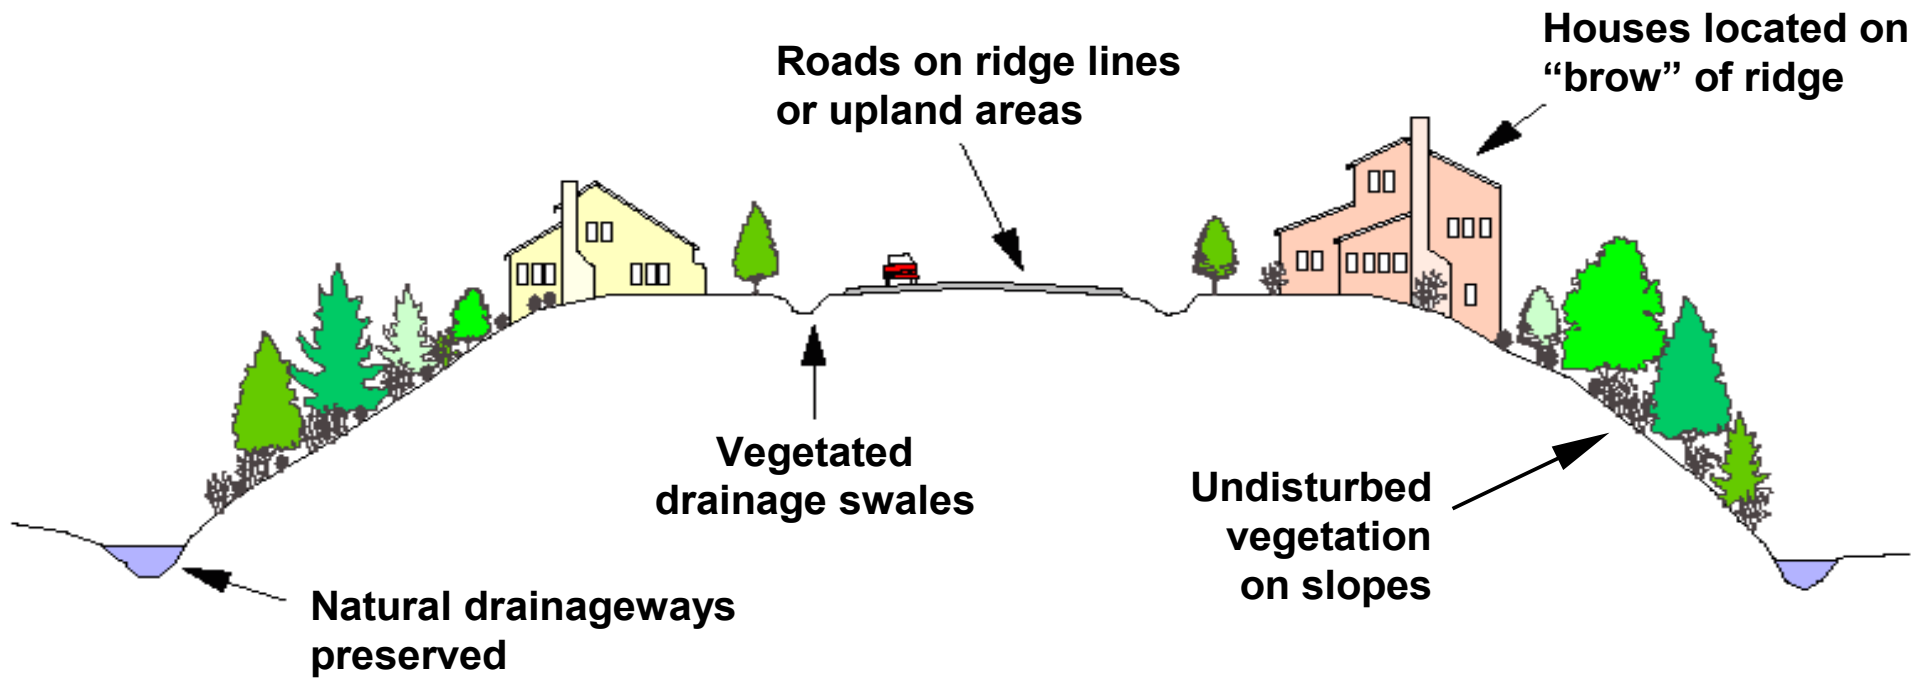 Roads on ridge lines
or upland areas
Houses located on
“brow” of ridge
Vegetated
drainage swales
Undisturbed
vegetation
on slopes
Natural drainageways
preserved